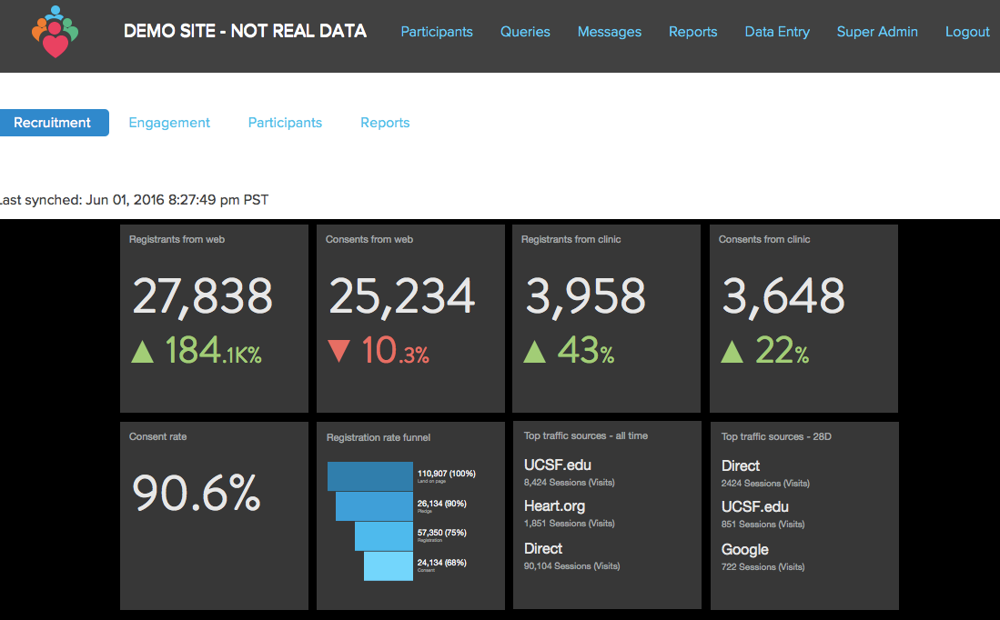 DEMO SITE - NOT REAL DATA
Participants Queries Messages Reports Data Entry Super Admin Logout
Recruitment Engagement Participants Reports
Last synched: Jun 01, 2016 8:27:49 pm PST
Registrants from web
27,838
▲ 184.1K%
Consents from web
25,234
▼ 10.3%
Registrants from clinic
3,958
▲ 43%
Consents from clinic
3,648
▲ 22%
Consent rate
90.6%
Registration rate funnel
110,907 (100%)
Land on page
26,134 (90%)
Pledge
57,350 (75%)
Registration
24,134 (68%)
Consent
Top traffic sources - all time
UCSF.edu
8,424 Sessions (Visits)
Heart.org
1,851 Sessions (Visits)
Direct
90,104 Sessions (Visits)
Top traffic sources - 28D
Direct
2424 Sessions (Visits)
UCSF.edu
851 Sessions (Visits)
Google
722 Sessions (Visits)